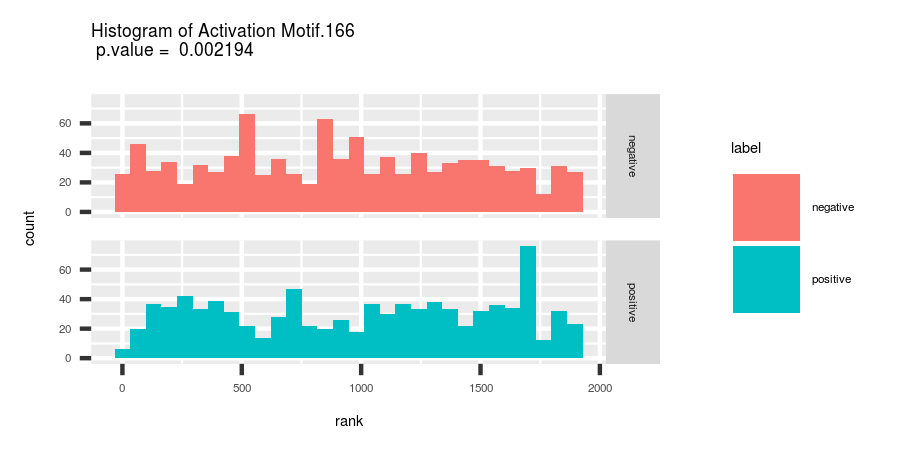 Histogram of Activation Motif.166
p.value = 0.002194
count
60
40
20
0
negative
60
40
20
0
positive
0
500
1000
1500
2000
rank
label
negative
positive